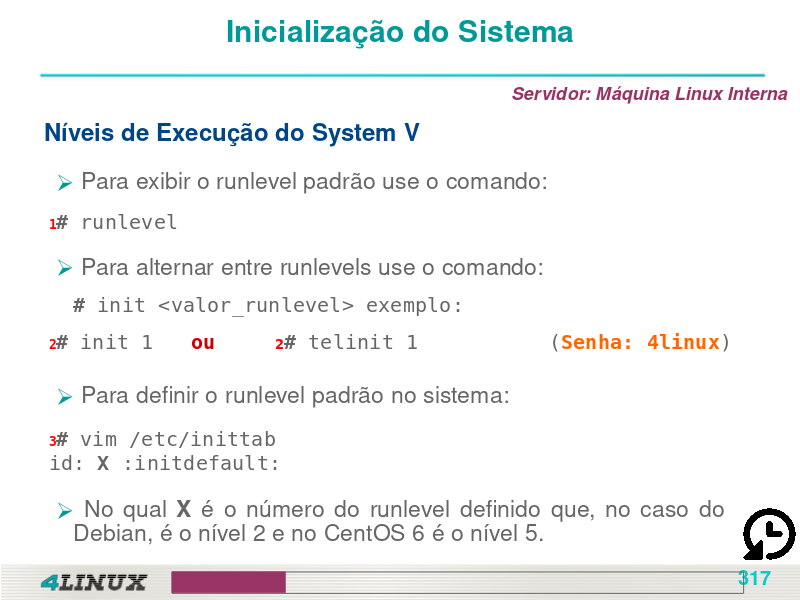 Inicialização do Sistema
Servidor: Máquina Linux Interna
Níveis de Execução do System V
➢ Para exibir o runlevel padrão use o comando:
1# runlevel
➢ Para alternar entre runlevels use o comando:
# init <valor_runlevel> exemplo:
2# init 1 ou 2# telinit 1 (Senha: 4linux)
➢ Para definir o runlevel padrão no sistema:
3# vim /etc/inittab
id: X :initdefault:
➢ No qual X é o número do runlevel definido que, no caso do
Debian, é o nível 2 e no CentOS 6 é o nível 5.
4LINUX
317